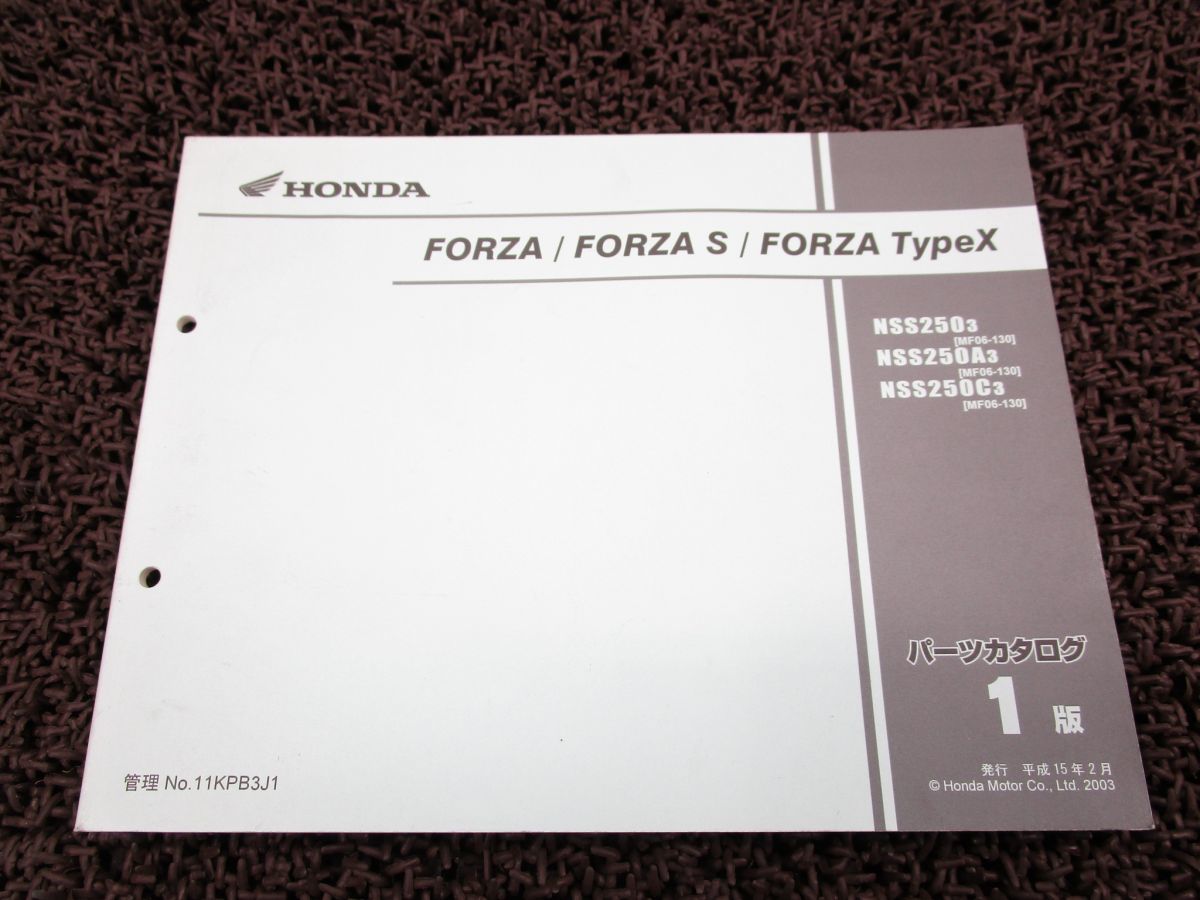 HONDA
FORZA / FORZA S / FORZA TypeX
NSS2503
[MF06-130]
NSS250A3
[MF06-130]
NSS250C3
[MF06-130]
パーツカタログ
1 版
発行 平成15年2月
© Honda Motor Co., Ltd. 2003
管理 No.11KPB3J1